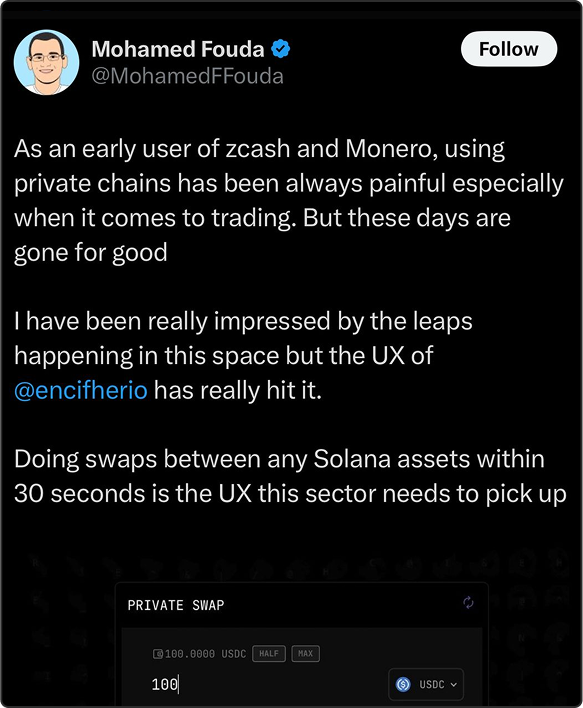 Mohamed Fouda
Follow
@MohamedFFouda
As an early user of zcash and Monero, using
private chains has been always painful especially
when it comes to trading. But these days are
gone for good
I have been really impressed by the leaps
happening in this space but the UX of
@encifherio has really hit it.
Doing swaps between any Solana assets within
30 seconds is the UX this sector needs to pick up
PRIVATE SWAP
100.0000 USDC HALF MAX
100
USDC